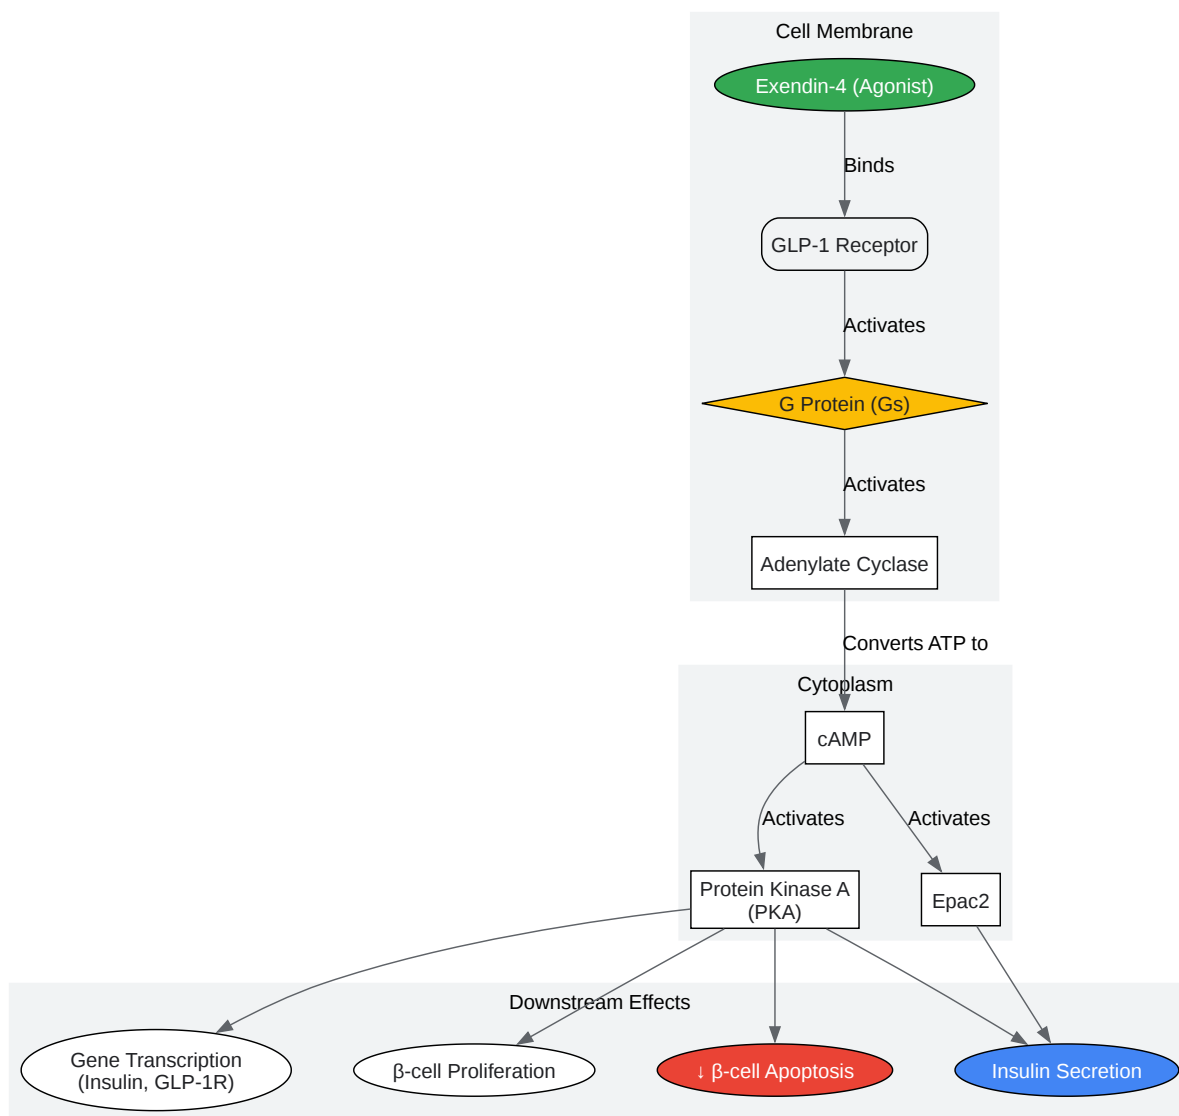 Cell Membrane
Exendin-4 (Agonist)
Binds
GLP-1 Receptor
Activates
G Protein (Gs)
Activates
Adenylate Cyclase
Converts ATP to
Cytoplasm
cAMP
Activates
Activates
Protein Kinase A
(PKA)
Epac2
Downstream Effects
Gene Transcription
(Insulin, GLP-1R)
β-cell Proliferation
↓ β-cell Apoptosis
Insulin Secretion